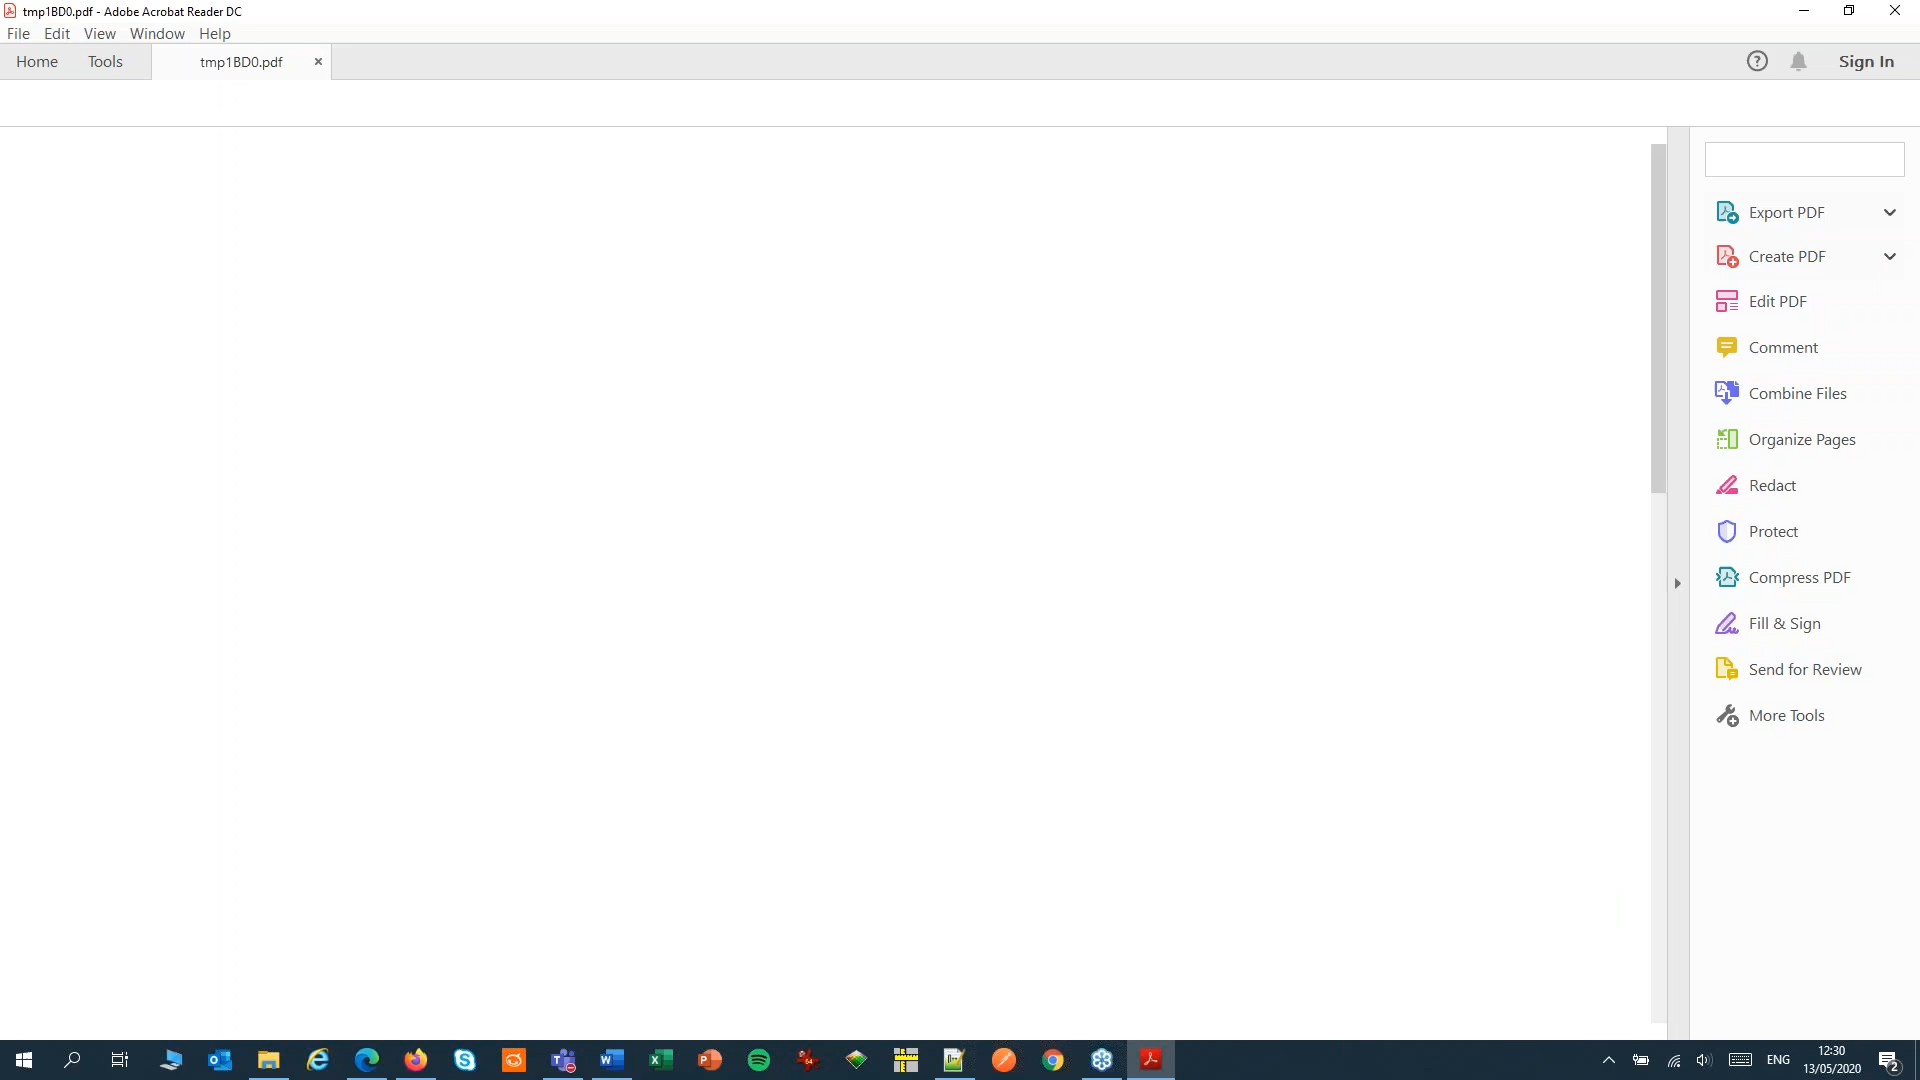 tmp1BD0.pdf - Adobe Acrobat Reader DC
File Edit View Window Help
Home Tools tmp1BD0.pdf × Sign In
Export PDF
Create PDF
Edit PDF
Comment
Combine Files
Organize Pages
Redact
Protect
Compress PDF
Fill & Sign
Send for Review
More Tools
ENG
12:30
13/05/2020
2